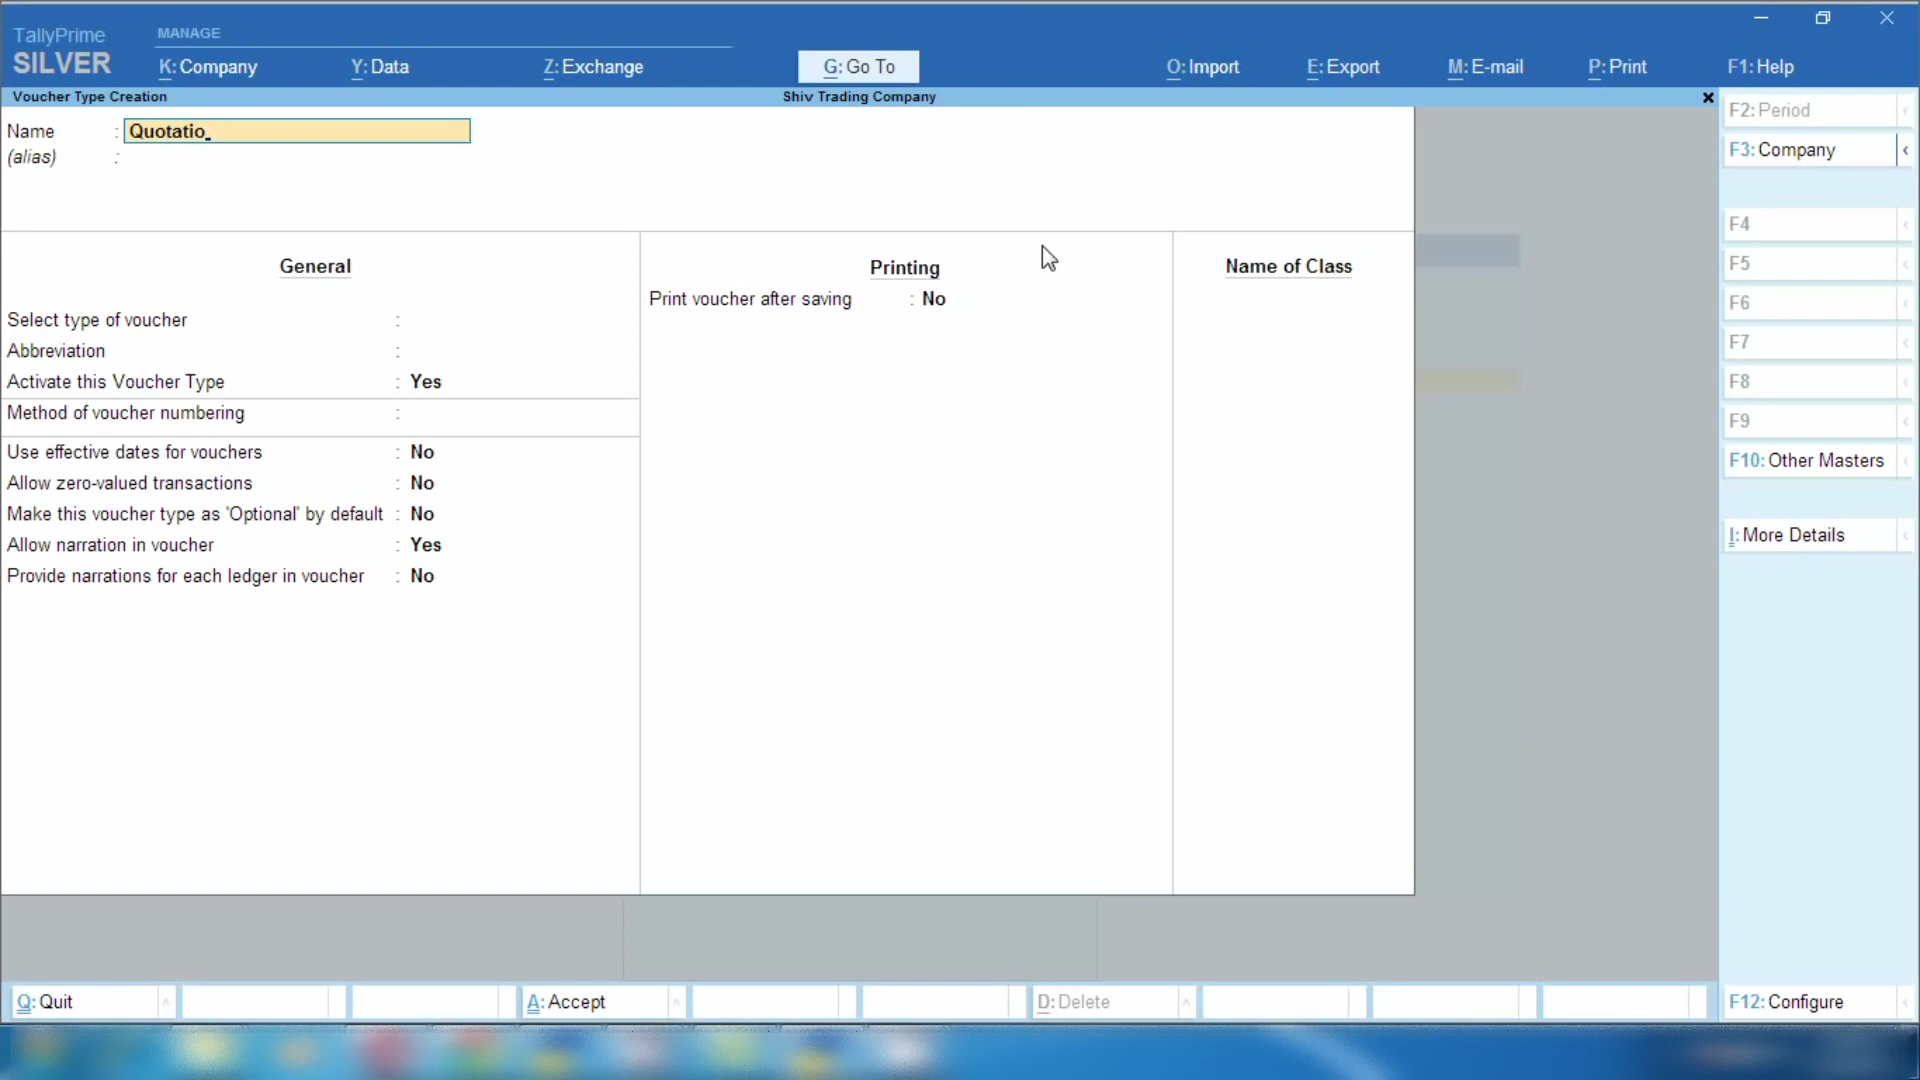 TallyPrime
SILVER
MANAGE
K: Company
Y: Data
Z: Exchange
G: Go To
O: Import
E: Export
M: E-mail
P: Print
F1: Help
Voucher Type Creation
Shiv Trading Company
Name : Quotatio
(alias) :
General
Select type of voucher :
Abbreviation :
Activate this Voucher Type : Yes
Method of voucher numbering :
Use effective dates for vouchers : No
Allow zero-valued transactions : No
Make this voucher type as 'Optional' by default : No
Allow narration in voucher : Yes
Provide narrations for each ledger in voucher : No
Printing
Print voucher after saving : No
Name of Class
F2: Period
F3: Company
F4
F5
F6
F7
F8
F9
F10: Other Masters
I: More Details
F12: Configure
Q: Quit
A: Accept
D: Delete